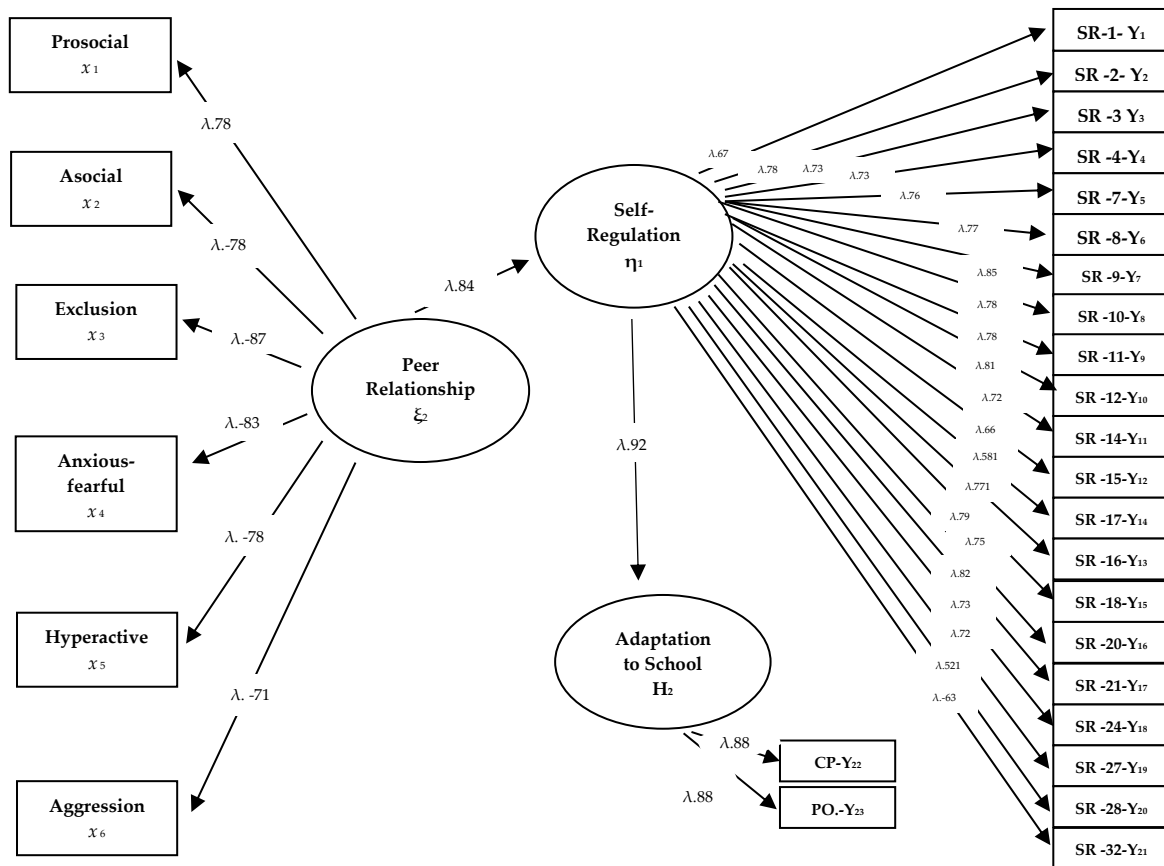 Prosocial
x 1
Asocial
x 2
Exclusion
x 3
Anxious-
fearful
x 4
Hyperactive
x 5
Aggression
x 6
λ.78
λ.-78
λ.-87
λ.-83
λ. -78
λ. -71
Peer
Relationship
ξ2
λ.84
Self-
Regulation
η1
λ.92
Adaptation
to School
H2
λ.88
λ.88
CP-Y22
PO.-Y23
λ.67
λ.78
λ.73
λ.73
λ.76
λ.77
λ.85
λ.78
λ.78
λ.81
λ.72
λ.66
λ.581
λ.771
λ.79
λ.75
λ.82
λ.73
λ.72
λ.521
λ.-63
SR-1- Y1
SR -2- Y2
SR -3 Y3
SR -4-Y4
SR -7-Y5
SR -8-Y6
SR -9-Y7
SR -10-Y8
SR -11-Y9
SR -12-Y10
SR -14-Y11
SR -15-Y12
SR -17-Y14
SR -16-Y13
SR -18-Y15
SR -20-Y16
SR -21-Y17
SR -24-Y18
SR -27-Y19
SR -28-Y20
SR -32-Y21